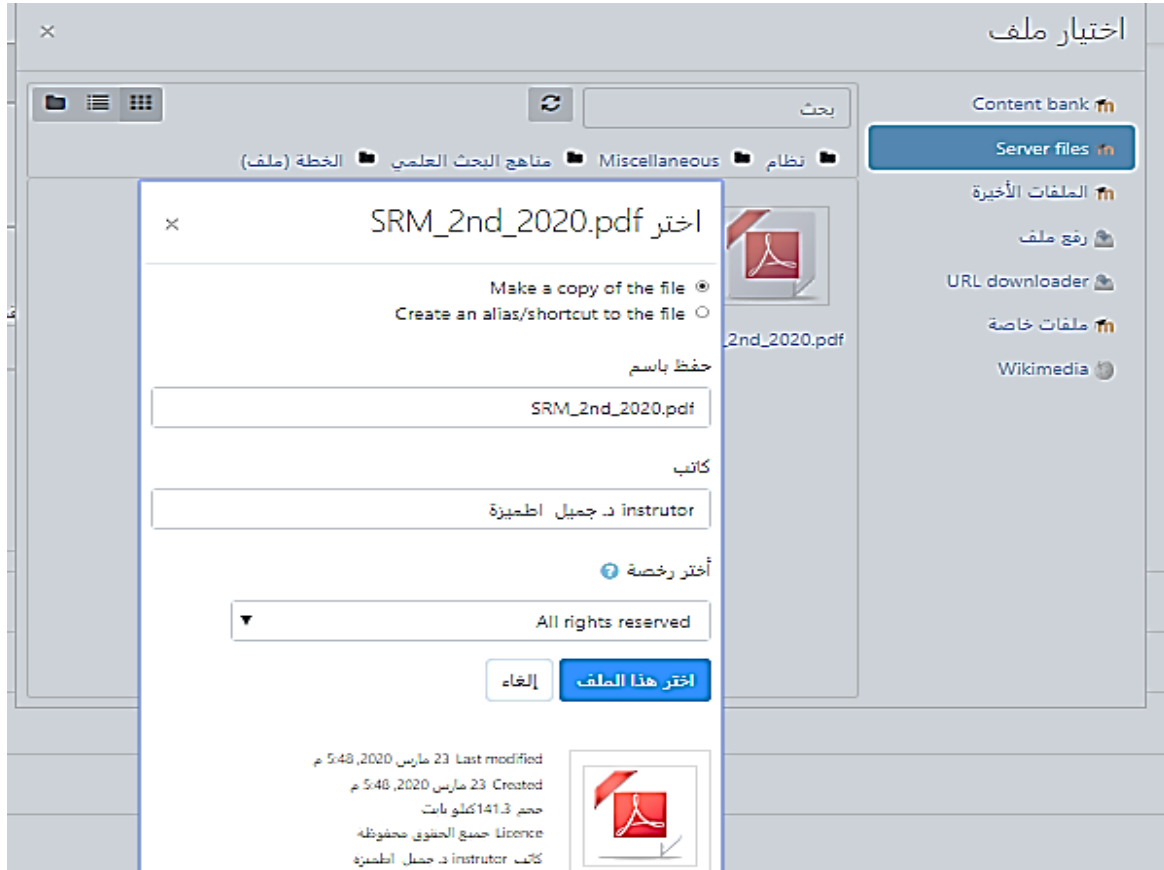 اختيار ملف
Content bank
Server files
الملفات الأخيرة
رفع ملف
URL downloader
ملفات خاصة
Wikimedia
بحث
نظام Miscellaneous مناهج البحث العلمي الخطة (ملف)
_2nd_2020.pdf
اختر SRM_2nd_2020.pdf
Make a copy of the file
Create an alias/shortcut to the file
حفظ باسم
SRM_2nd_2020.pdf
كاتب
instrutor د. جميل اطميزة
أختر رخصة
All rights reserved
اختر هذا الملف
إلغاء
Last modified 23 مارس 2020, 5:48 م
Created 23 مارس 2020, 5:48 م
حجم 141.3كيلو بايت
Licence جميع الحقوق محفوظه
كاتب instrutor د. جميل اطميزة